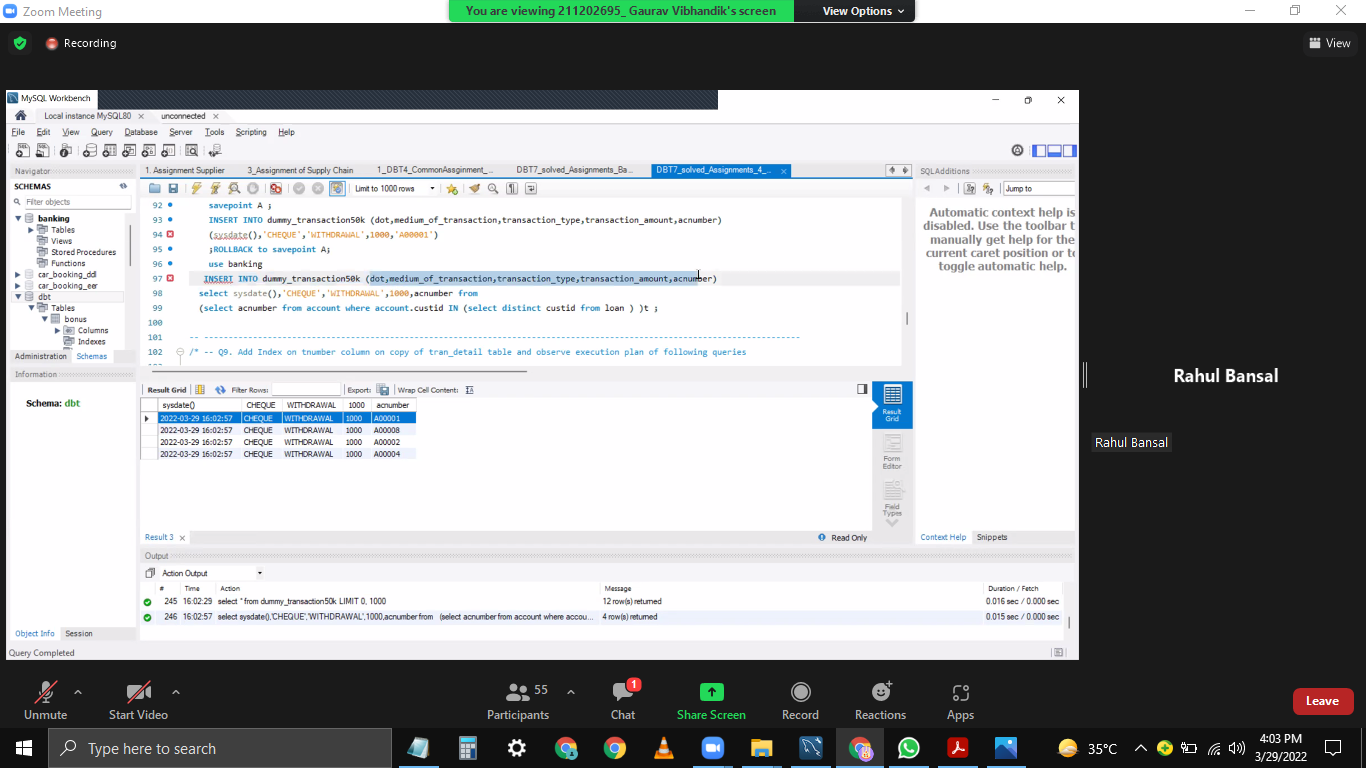 Zoom Meeting
You are viewing 211202695_ Gaurav Vibhandik's screen
View Options
Recording
View
MySQL Workbench
Local instance MySQL80
unconnected
File Edit View Query Database Server Tools Scripting Help
Navigator
SCHEMAS
Filter objects
banking
Tables
Views
Stored Procedures
Functions
car_booking_ddl
car_booking_eer
dbt
Tables
bonus
Columns
Indexes
Administration Schemas
Information
Schema: dbt
Object Info Session
Query Completed
1. Assignment Supplier
3_Assignment of Supply Chain
1_DBT4_CommonAssginment_...
DBT7_solved_Assignments_Ba...
DBT7_solved_Assignments_4_...
Limit to 1000 rows
92 savepoint A ;
93 INSERT INTO dummy_transaction50k (dot,medium_of_transaction,transaction_type,transaction_amount,acnumber)
94 (sysdate(),'CHEQUE','WITHDRAWAL',1000,'A00001')
95 ;ROLLBACK to savepoint A;
96 use banking
97 INSERT INTO dummy_transaction50k (dot,medium_of_transaction,transaction_type,transaction_amount,acnumber)
98 select sysdate(),'CHEQUE','WITHDRAWAL',1000,acnumber from
99 (select acnumber from account where account.custid IN (select distinct custid from loan ) )t ;
100
101 -- ----------------------------------------------------------------
102 /* -- Q9. Add Index on tnumber column on copy of tran_detail table and observe execution plan of following queries
Result Grid Filter Rows: Export: Wrap Cell Content:
sysdate() CHEQUE WITHDRAWAL 1000 acnumber
2022-03-29 16:02:57 CHEQUE WITHDRAWAL 1000 A00001
2022-03-29 16:02:57 CHEQUE WITHDRAWAL 1000 A00008
2022-03-29 16:02:57 CHEQUE WITHDRAWAL 1000 A00002
2022-03-29 16:02:57 CHEQUE WITHDRAWAL 1000 A00004
Result Grid
Form Editor
Field Types
Result 3
Read Only
Output
Action Output
# Time Action Message Duration / Fetch
245 16:02:29 select * from dummy_transaction50k LIMIT 0, 1000 12 row(s) returned 0.016 sec / 0.000 sec
246 16:02:57 select sysdate(),'CHEQUE','WITHDRAWAL',1000,acnumber from (select acnumber from account where accou... 4 row(s) returned 0.015 sec / 0.000 sec
SQLAdditions
Jump to
Automatic context help is
disabled. Use the toolbar t
manually get help for the
current caret position or to
toggle automatic help.
Context Help Snippets
Rahul Bansal
Rahul Bansal
Unmute
Start Video
55
Participants
1
Chat
Share Screen
Record
Reactions
Apps
Leave
Type here to search
35°C
4:03 PM
3/29/2022